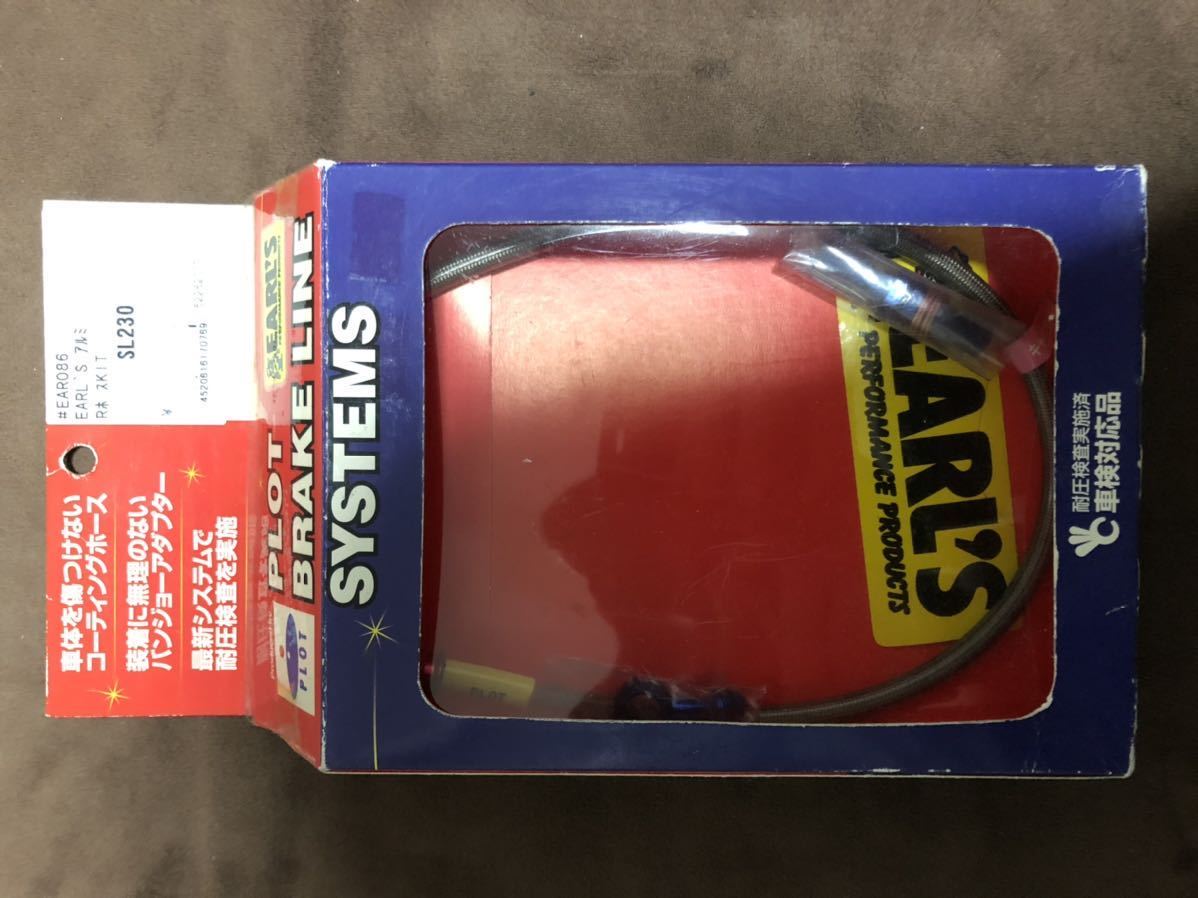 #EAR086
EARL'S アルミ
Rホ スKIT
SL230
¥
車体を傷つけない
コーティングホース
装着に無理のない
バンジョーアダプター
最新システムで
耐圧検査を実施
PLOT
EARL'S
PLOT
BRAKE LINE
SYSTEMS
EARL'S
PERFORMANCE PRODUCTS
PLOT
耐圧検査実施済
車検対応品